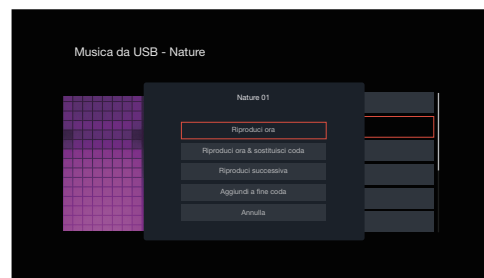 Musica da USB - Nature
Nature 01
Riproduci ora
Riproduci ora & sostituisci coda
Riproduci successiva
Aggiundi a fine coda
Annulla